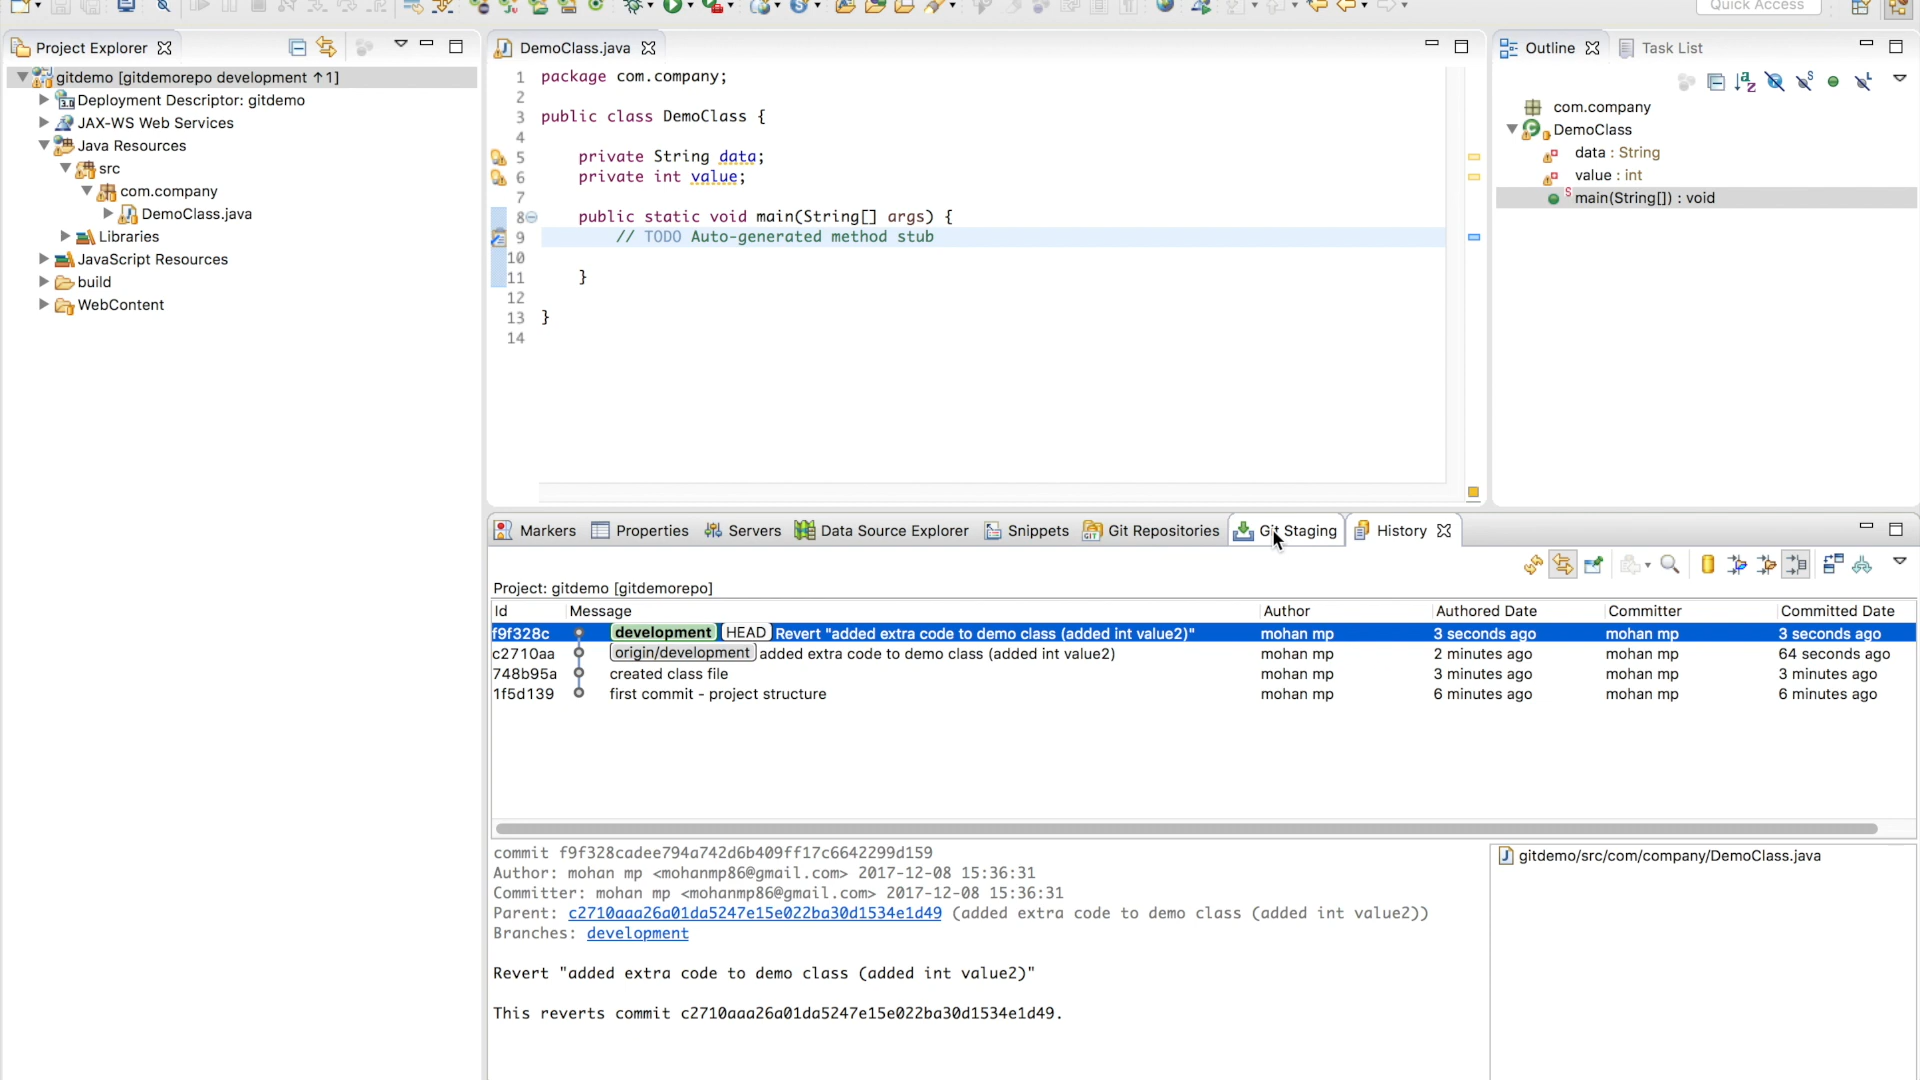 Quick Access
Project Explorer
gitdemo [gitdemorepo development ↑1]
Deployment Descriptor: gitdemo
JAX-WS Web Services
Java Resources
src
com.company
DemoClass.java
Libraries
JavaScript Resources
build
WebContent
DemoClass.java
1 package com.company;
2
3 public class DemoClass {
4
5 private String data;
6 private int value;
7
8 public static void main(String[] args) {
9 // TODO Auto-generated method stub
10
11 }
12
13 }
14
Outline Task List
com.company
DemoClass
data : String
value : int
main(String[]) : void
Markers Properties Servers Data Source Explorer Snippets Git Repositories Git Staging History
Project: gitdemo [gitdemorepo]
Id Message Author Authored Date Committer Committed Date
f9f328c development HEAD Revert "added extra code to demo class (added int value2)" mohan mp 3 seconds ago mohan mp 3 seconds ago
c2710aa origin/development added extra code to demo class (added int value2) mohan mp 2 minutes ago mohan mp 64 seconds ago
748b95a created class file mohan mp 3 minutes ago mohan mp 3 minutes ago
1f5d139 first commit - project structure mohan mp 6 minutes ago mohan mp 6 minutes ago
commit f9f328cadee794a742d6b409ff17c6642299d159
Author: mohan mp <mohanmp86@gmail.com> 2017-12-08 15:36:31
Committer: mohan mp <mohanmp86@gmail.com> 2017-12-08 15:36:31
Parent: c2710aaa26a01da5247e15e022ba30d1534e1d49 (added extra code to demo class (added int value2))
Branches: development
Revert "added extra code to demo class (added int value2)"
This reverts commit c2710aaa26a01da5247e15e022ba30d1534e1d49.
gitdemo/src/com/company/DemoClass.java